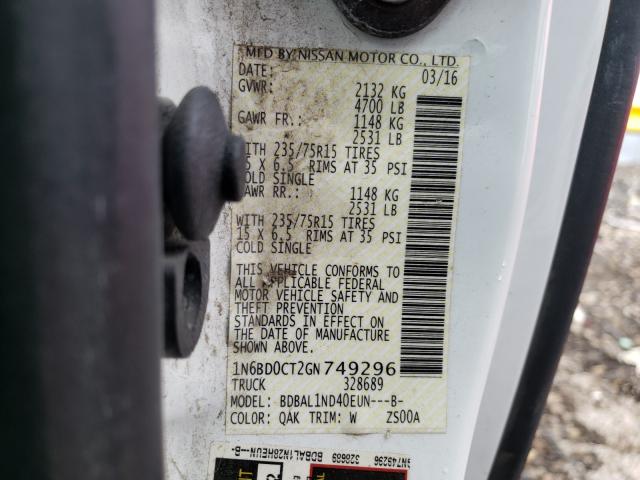 MFD BY NISSAN MOTOR CO., LTD.
DATE: 03/16
GVWR: 2132 KG
4700 LB
GAWR FR.: 1148 KG
2531 LB
WITH 235/75R15 TIRES
5 X 6.5 RIMS AT 35 PSI
COLD SINGLE
GAWR RR.: 1148 KG
2531 LB
WITH 235/75R15 TIRES
15 X 6.5 RIMS AT 35 PSI
COLD SINGLE
THIS VEHICLE CONFORMS TO
ALL APPLICABLE FEDERAL
MOTOR VEHICLE SAFETY AND
THEFT PREVENTION
STANDARDS IN EFFECT ON
THE DATE OF MANUFACTURE
SHOWN ABOVE.
1N6BD0CT2GN749296
TRUCK 328689
MODEL: BDBAL1ND40EUN---B-
COLOR: QAK TRIM: W ZS00A
328689